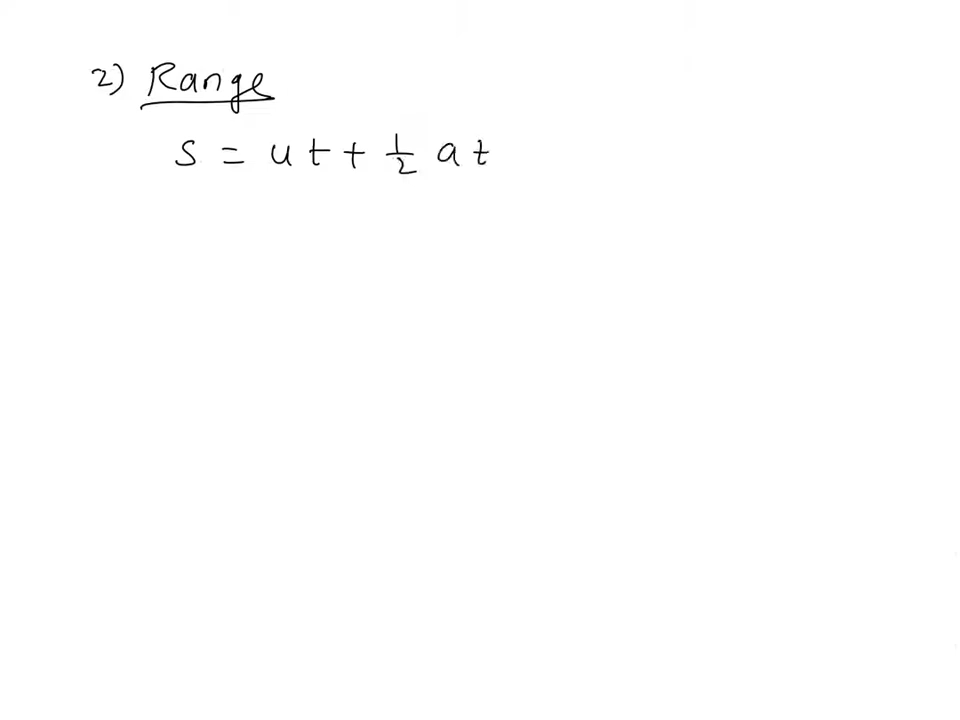 2) Range
s = ut + 1/2 at